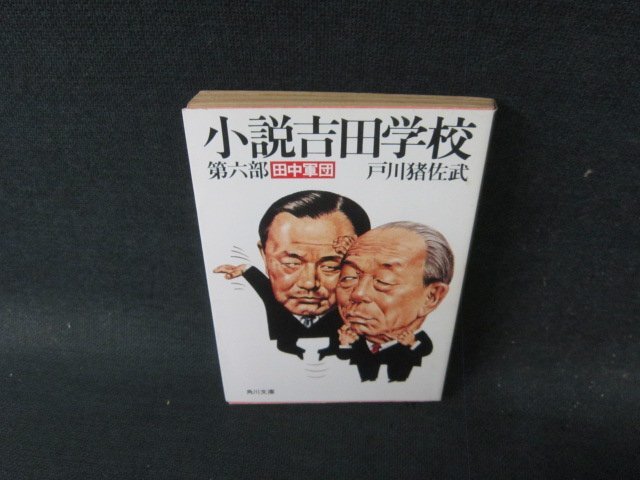 小説吉田学校
第六部 田中軍団 戸川猪佐武
角川文庫